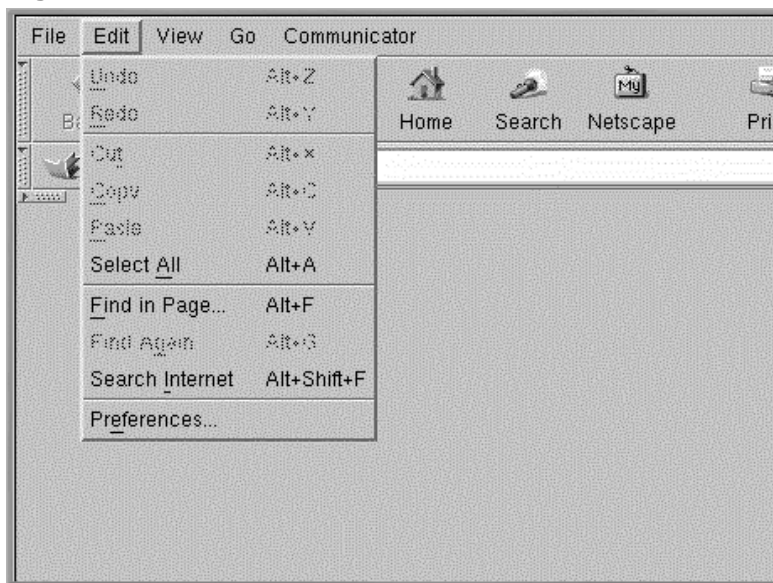 File Edit View Go Communicator
Undo Alt+Z
Redo Alt+Y
Cut Alt+X
Copy Alt+C
Paste Alt+V
Select All Alt+A
Find in Page... Alt+F
Find Again Alt+G
Search Internet Alt+Shift+F
Preferences...
My
Home Search Netscape